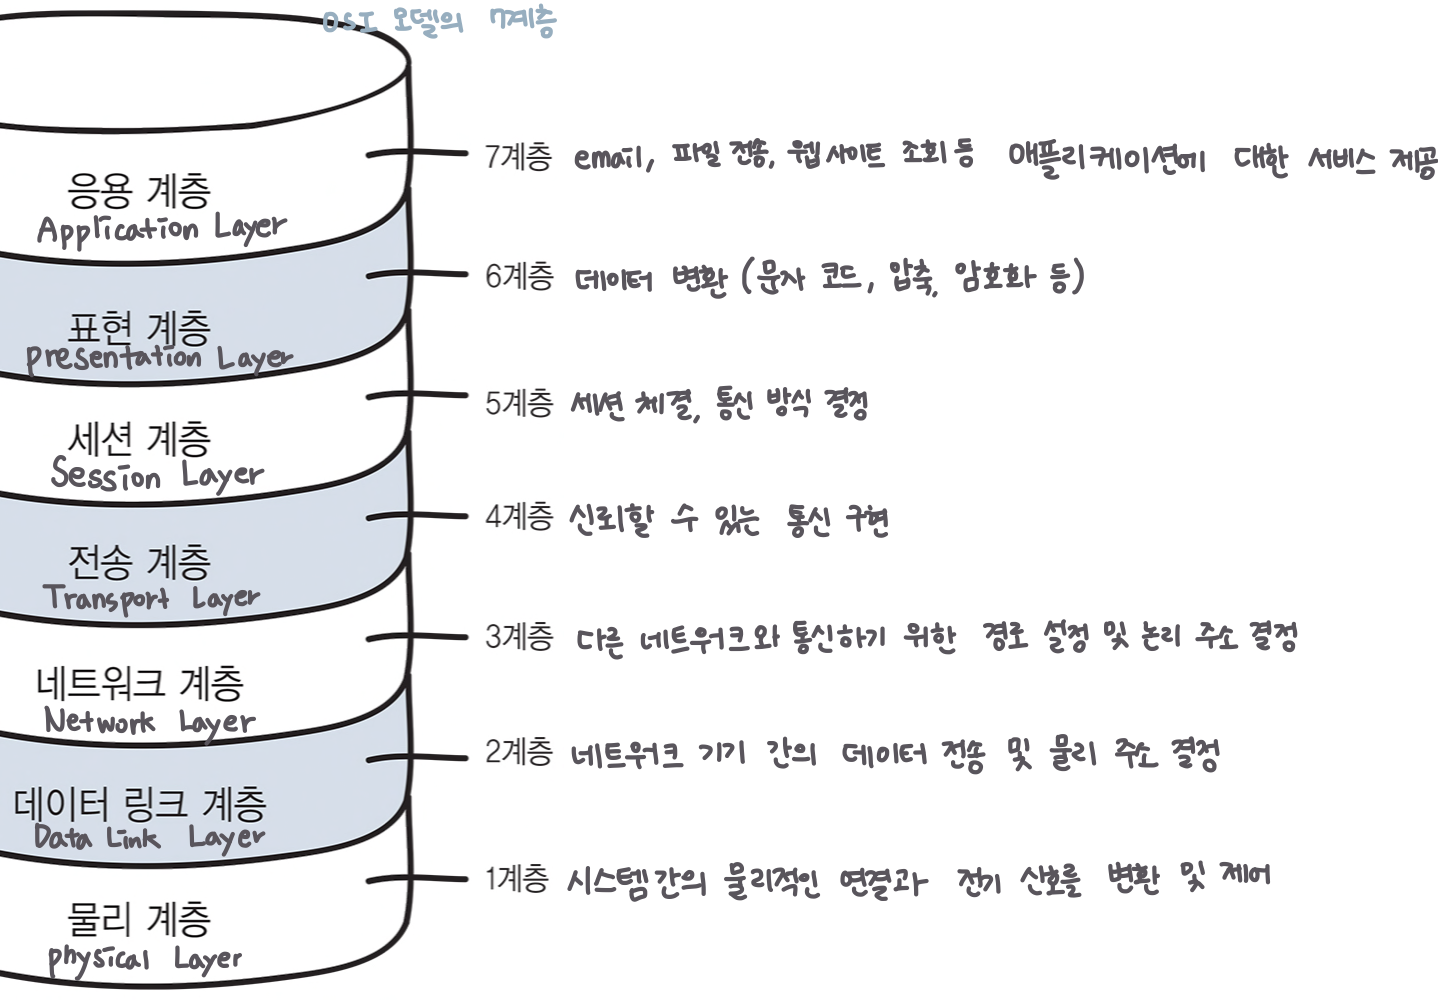 OSI 모델의 7계층
응용 계층
Application Layer
7계층 email, 파일 전송, 웹 사이트 조회 등 애플리케이션에 대한 서비스 제공
표현 계층
presentation Layer
6계층 데이터 변환 (문자 코드, 압축, 암호화 등)
세션 계층
Session Layer
5계층 세션 체결, 통신 방식 결정
전송 계층
Transport Layer
4계층 신뢰할 수 있는 통신 구현
네트워크 계층
Network Layer
3계층 다른 네트워크와 통신하기 위한 경로 설정 및 논리 주소 결정
데이터 링크 계층
Data Link Layer
2계층 네트워크 기기 간의 데이터 전송 및 물리 주소 결정
물리 계층
physical Layer
1계층 시스템 간의 물리적인 연결과 전기 신호를 변환 및 제어